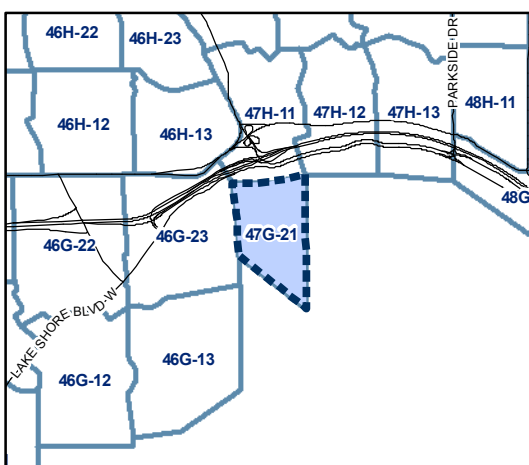 46H-22
46H-23
PARKSIDE DR
48H-11
46H-12
46H-13
47H-11
47H-12
47H-13
48G
46G-22
46G-23
47G-21
LAKE SHORE BLVD W
46G-12
46G-13